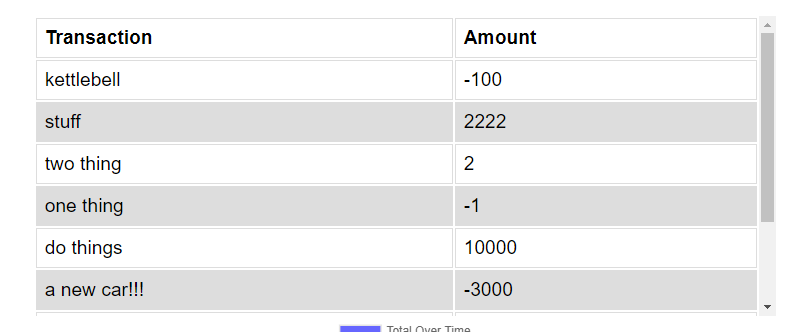 Transaction Amount
kettlebell -100
stuff 2222
two thing 2
one thing -1
do things 10000
a new car!!! -3000
Total Over Time